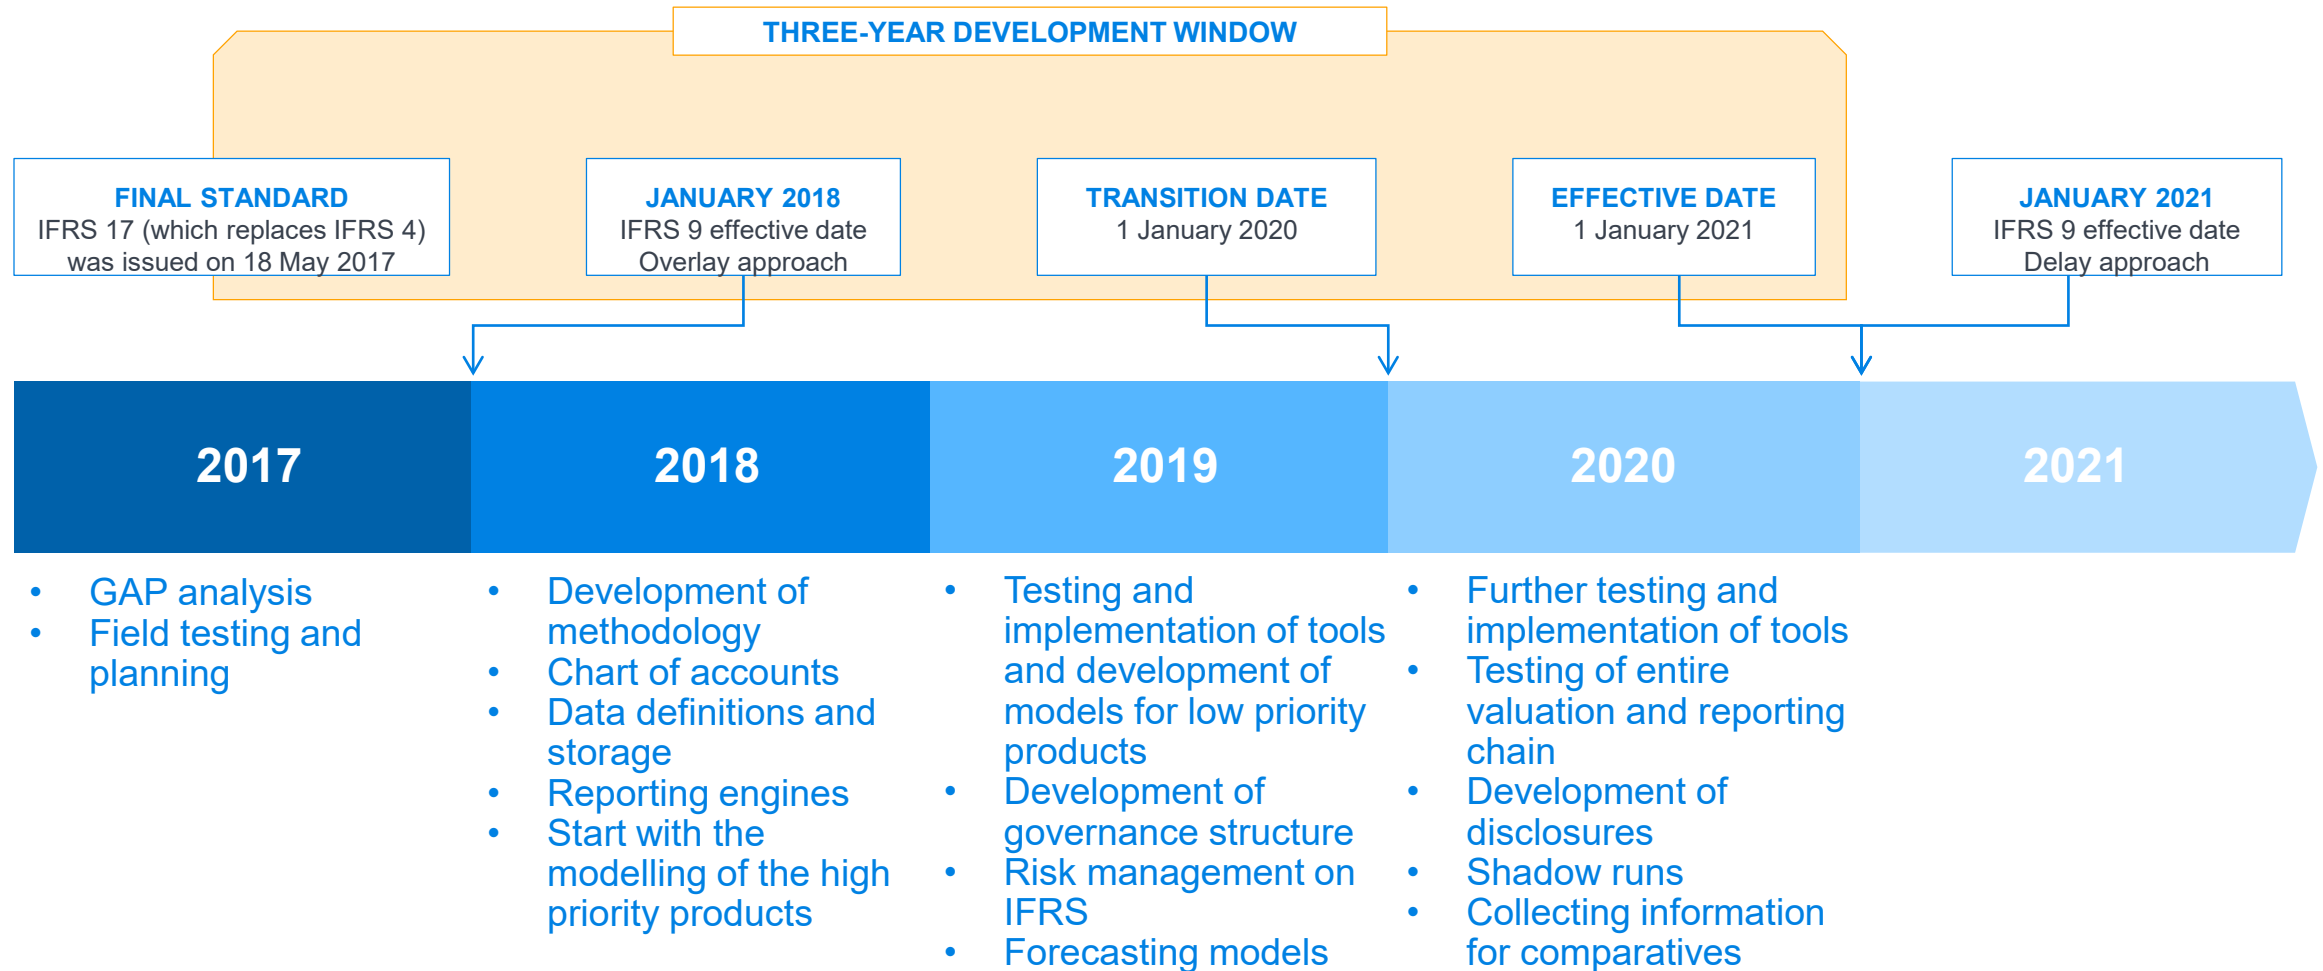 THREE-YEAR DEVELOPMENT WINDOW
FINAL STANDARD
IFRS 17 (which replaces IFRS 4)
was issued on 18 May 2017
JANUARY 2018
IFRS 9 effective date
Overlay approach
TRANSITION DATE
1 January 2020
EFFECTIVE DATE
1 January 2021
JANUARY 2021
IFRS 9 effective date
Delay approach
2017
2018
2019
2020
2021
• GAP analysis
• Field testing and
planning
• Development of
methodology
• Chart of accounts
• Data definitions and
storage
• Reporting engines
• Start with the
modelling of the high
priority products
• Testing and
implementation of tools
and development of
models for low priority
products
• Development of
governance structure
• Risk management on
IFRS
• Forecasting models
• Further testing and
implementation of tools
• Testing of entire
valuation and reporting
chain
• Development of
disclosures
• Shadow runs
• Collecting information
for comparatives